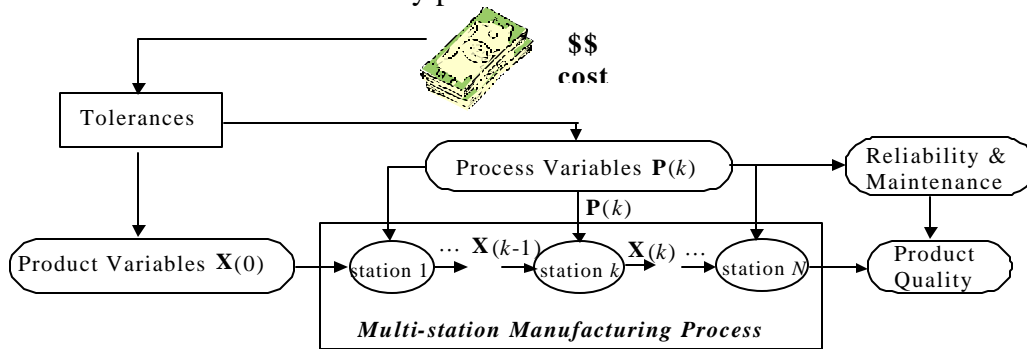 $$
cost
Tolerances
Process Variables P(k)
Reliability &
Maintenance
P(k)
Product Variables X(0)
station 1
... X(k-1)
station k
X(k) ...
station N
Product
Quality
Multi-station Manufacturing Process